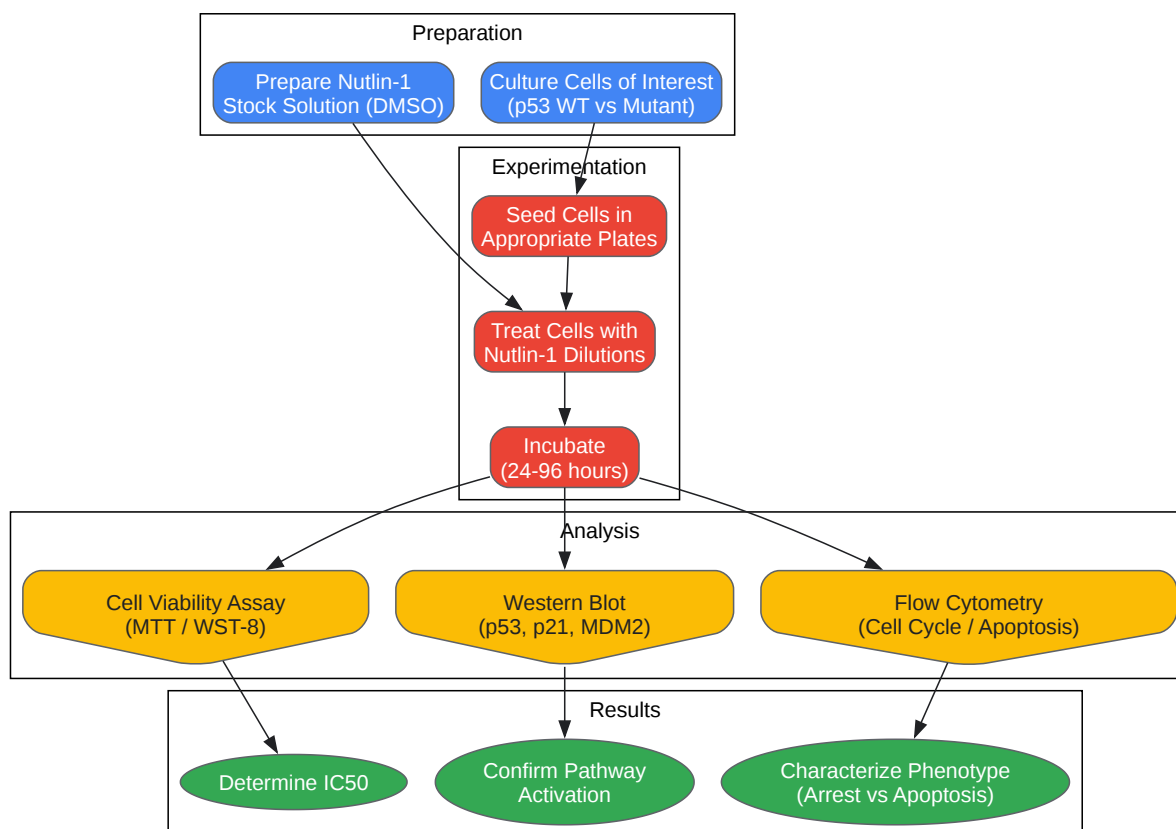 Preparation
Prepare Nutlin-1
Stock Solution (DMSO)
Culture Cells of Interest
(p53 WT vs Mutant)
Experimentation
Seed Cells in
Appropriate Plates
Treat Cells with
Nutlin-1 Dilutions
Incubate
(24-96 hours)
Analysis
Cell Viability Assay
(MTT / WST-8)
Western Blot
(p53, p21, MDM2)
Flow Cytometry
(Cell Cycle / Apoptosis)
Results
Determine IC50
Confirm Pathway
Activation
Characterize Phenotype
(Arrest vs Apoptosis)